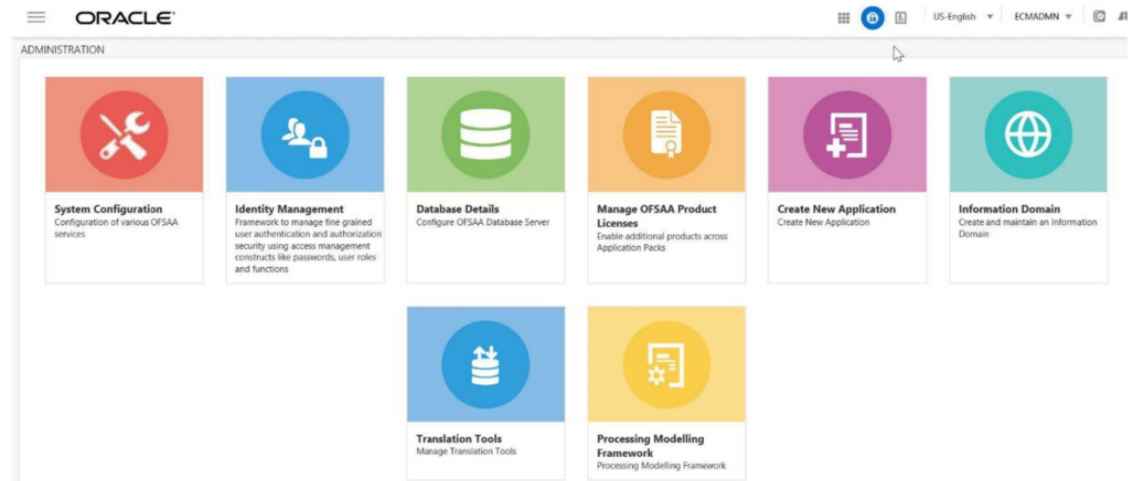 ORACLE
US-English
ECMADMN
ADMINISTRATION
System Configuration
Configuration of various OFSAA
services
Identity Management
Framework to manage fine grained
user authentication and authorization
security using access management
constructs like passwords, user roles
and functions
Database Details
Configure OFSAA Database Server
Manage OFSAA Product
Licenses
Enable additional products across
Application Packs
Create New Application
Create New Application
Information Domain
Create and maintain an Information
Domain
Translation Tools
Manage Translation Tools
Processing Modelling
Framework
Processing Modelling Framework